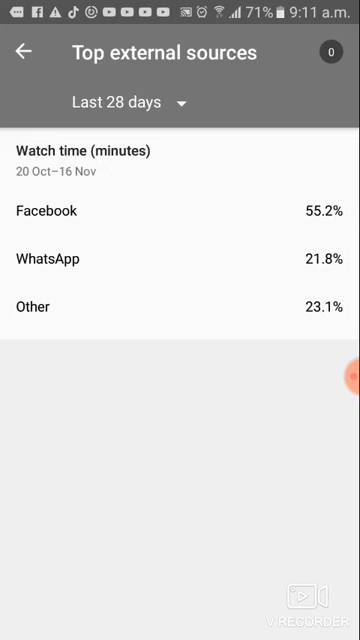 71% 9:11 a.m.
Top external sources 0
Last 28 days
Watch time (minutes)
20 Oct–16 Nov
Facebook 55.2%
WhatsApp 21.8%
Other 23.1%
V RECORDER